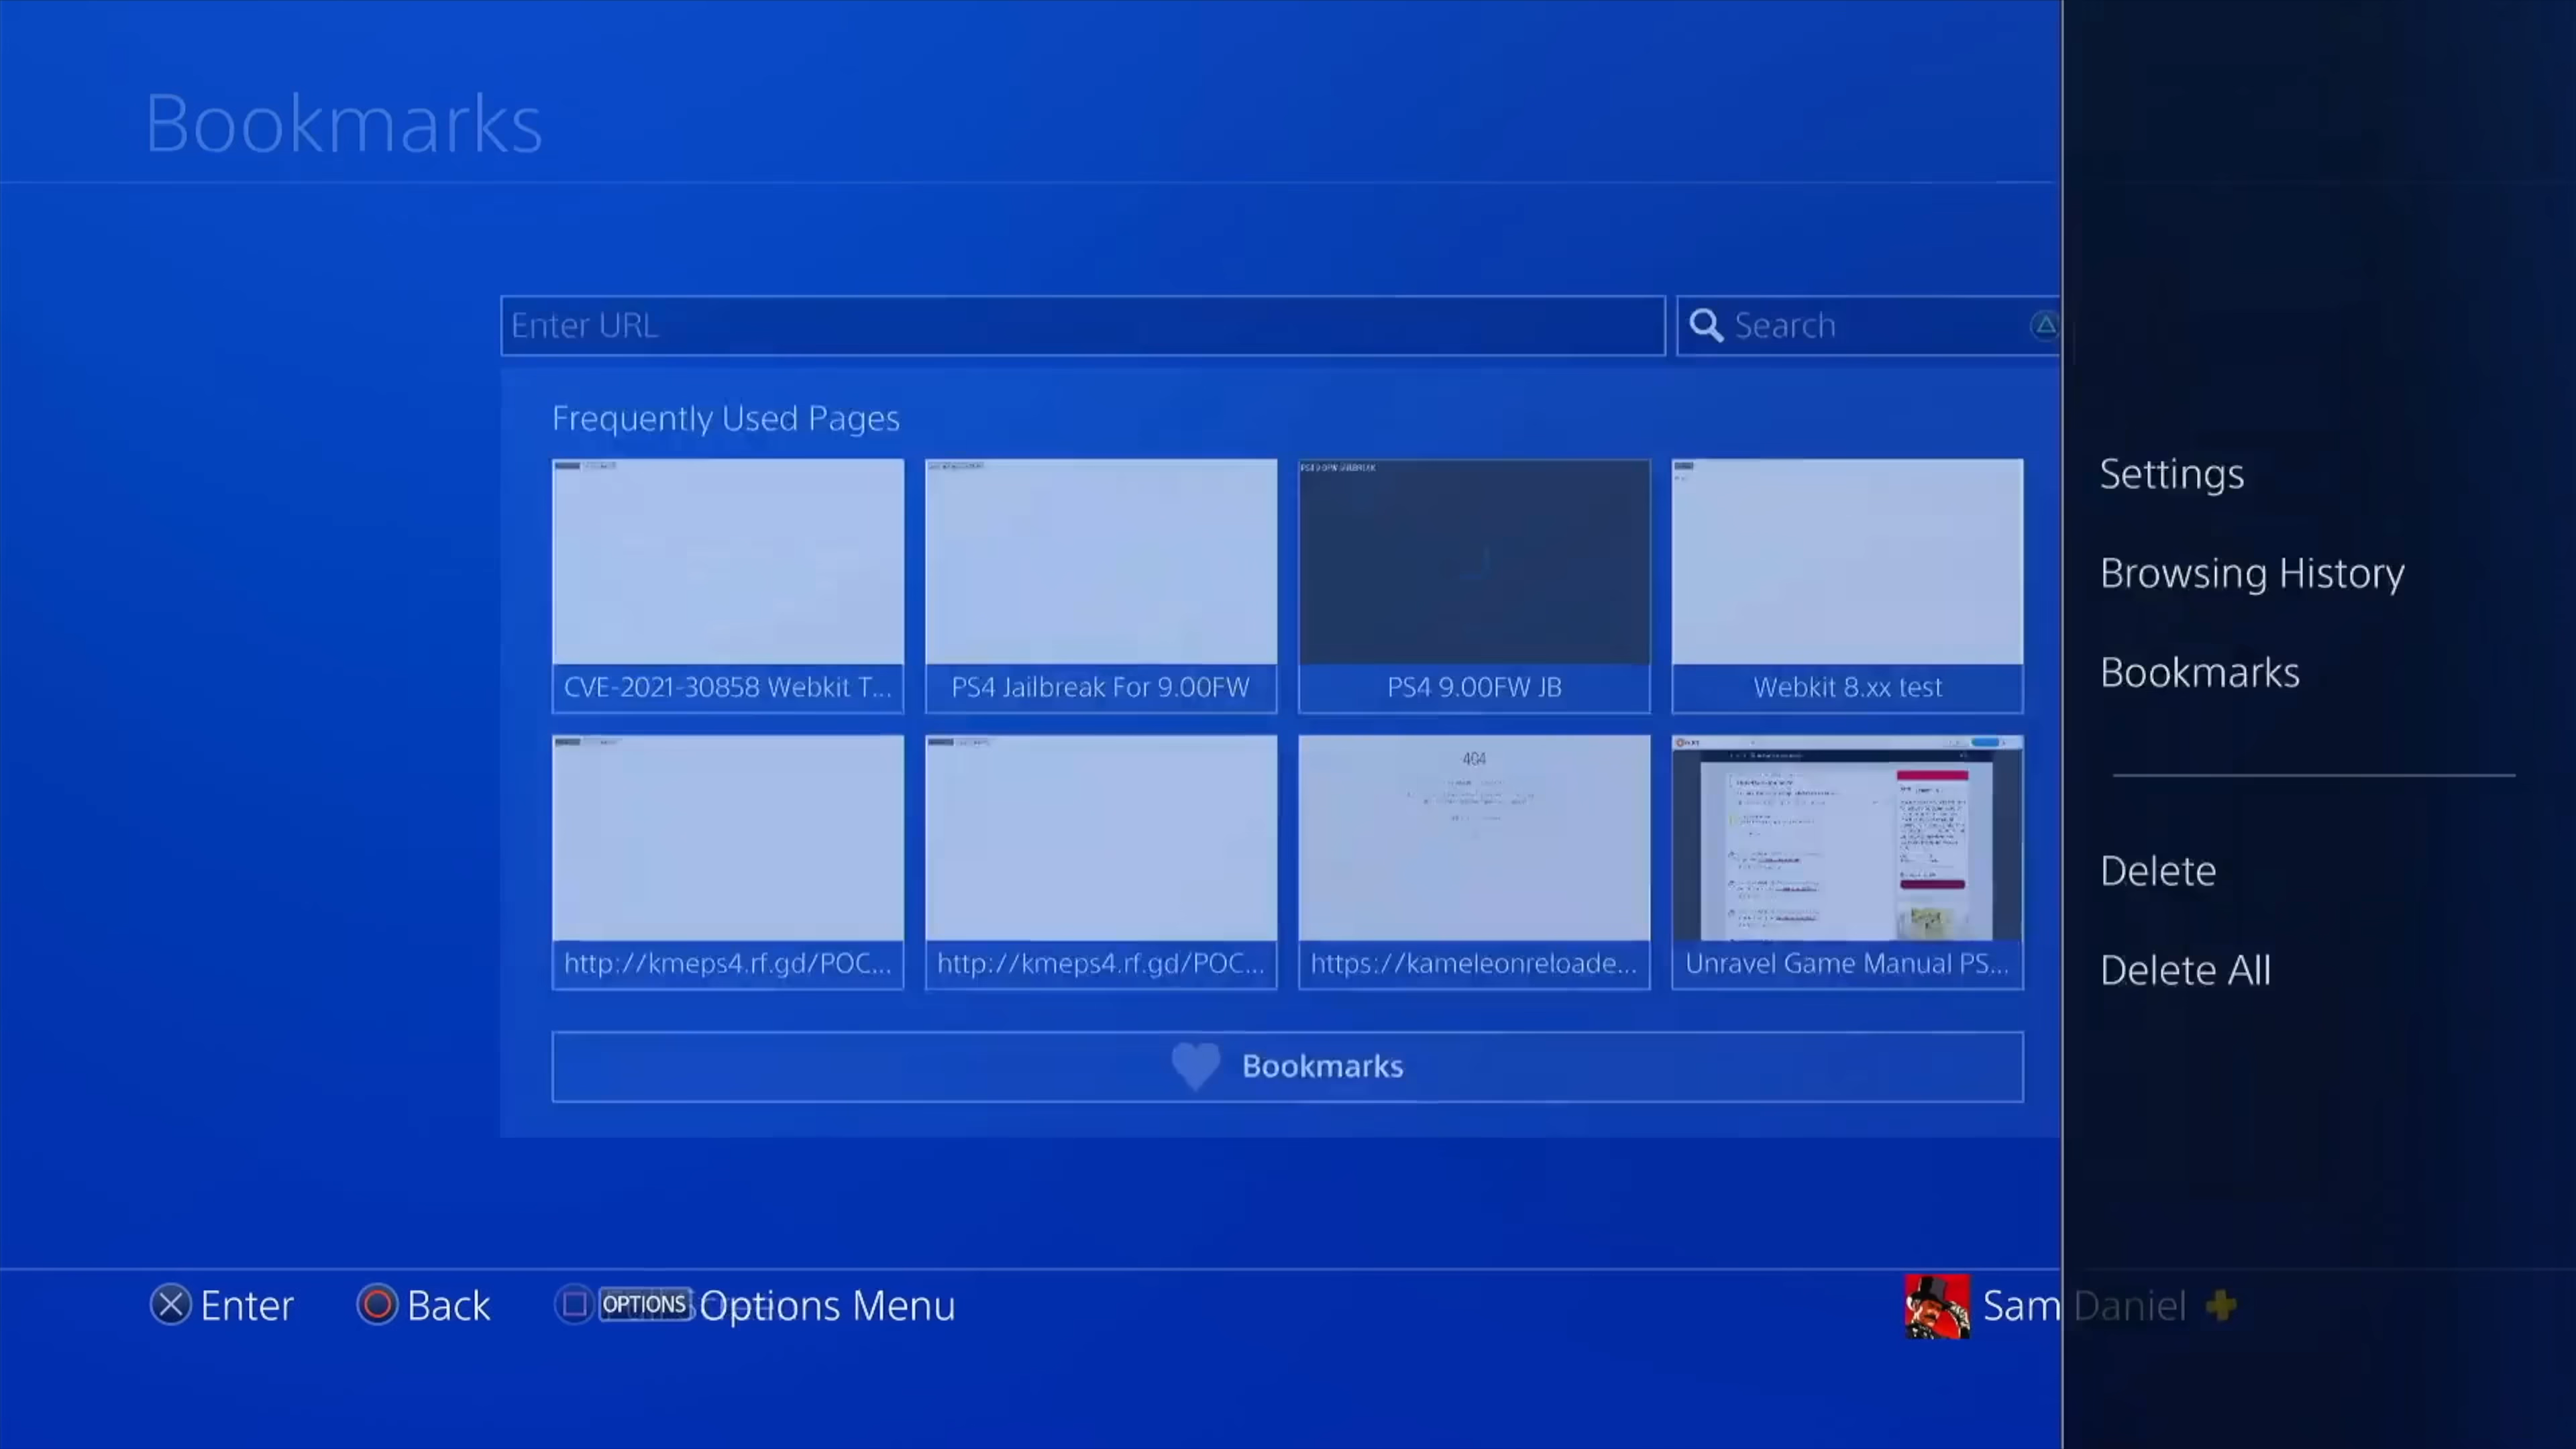 Bookmarks
Enter URL
Search
Frequently Used Pages
CVE-2021-30858 Webkit T...
PS4 Jailbreak For 9.00FW
PS4 9.00FW JB
Webkit 8.xx test
404
http://kmeps4.rf.gd/POC...
http://kmeps4.rf.gd/POC...
https://kameleonreloade...
Unravel Game Manual PS...
Bookmarks
Settings
Browsing History
Bookmarks
Delete
Delete All
Enter
Back
OPTIONS Options Menu
Sam Daniel